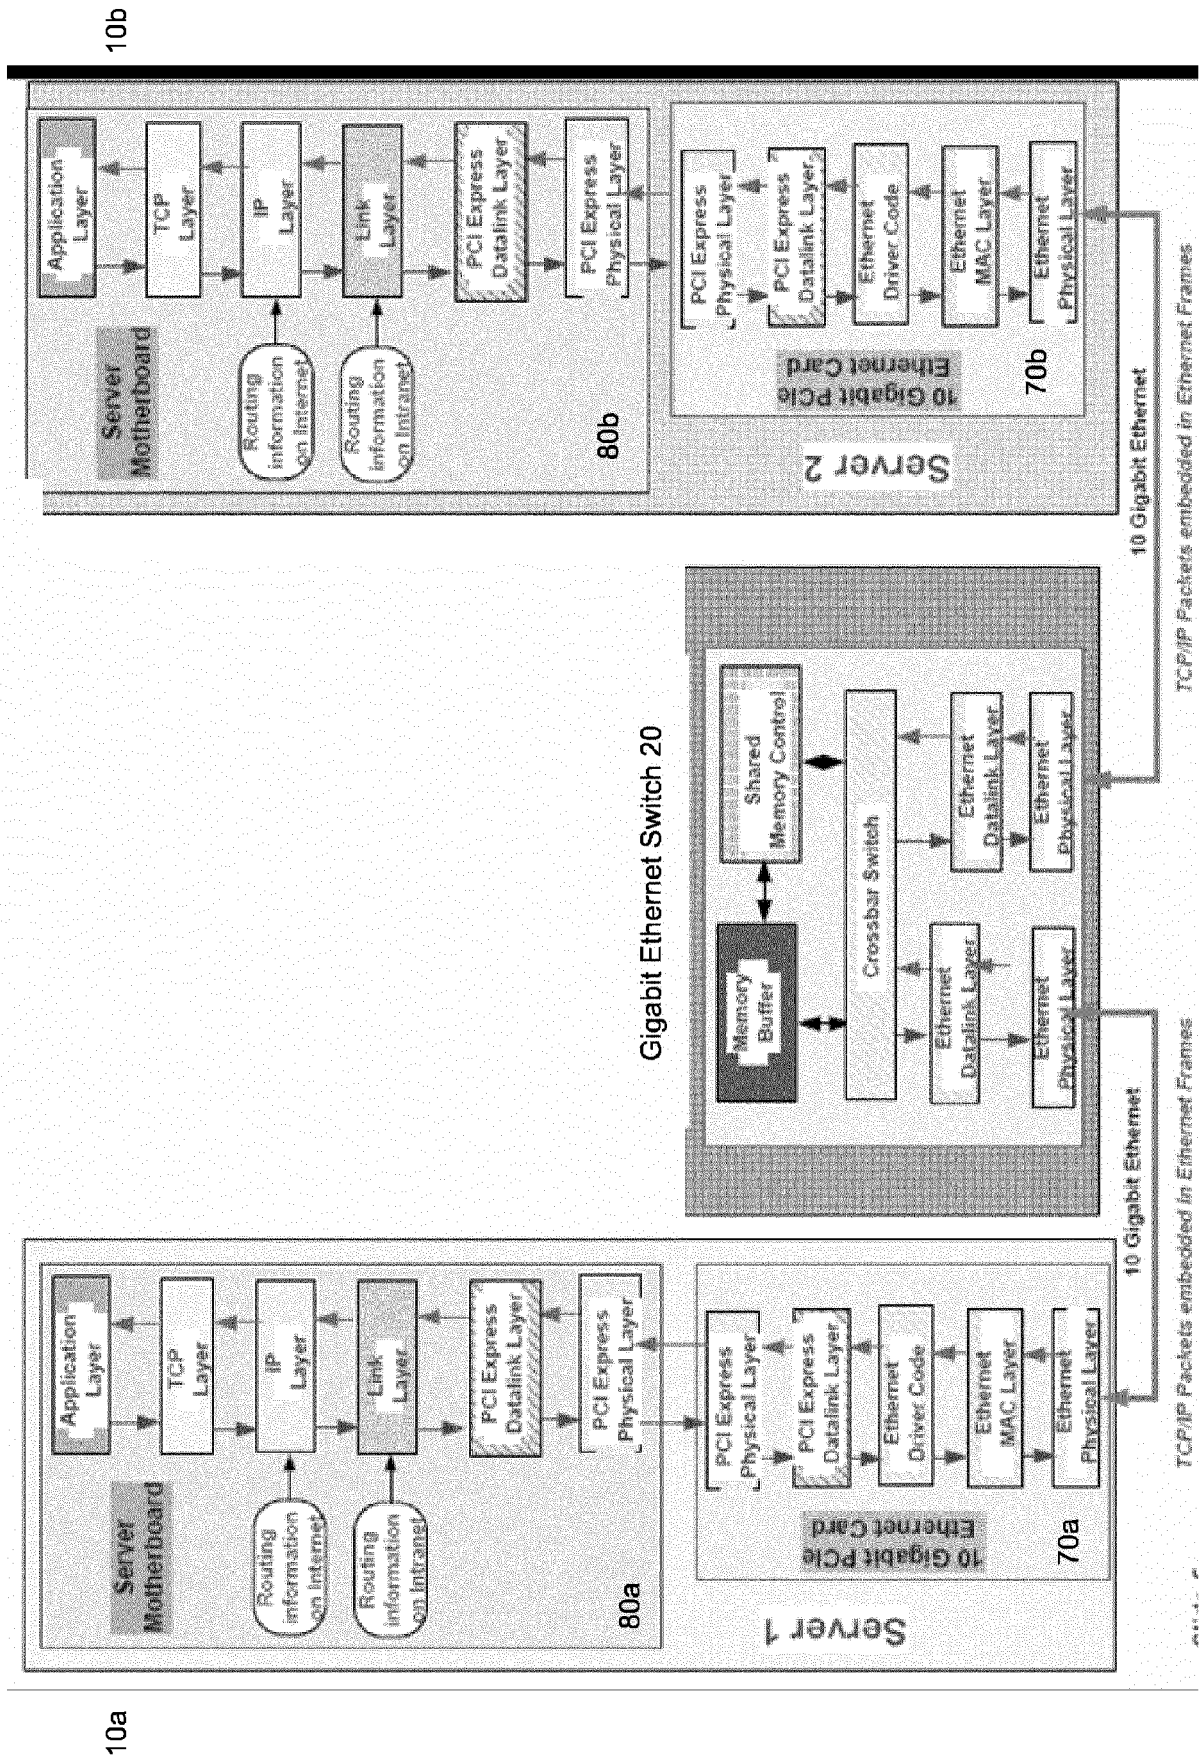 10a
Server
Motherboard
Application
Layer
TCP
Layer
Routing
information
on Internet
IP
Layer
Routing
information
on Intranet
Link
Layer
PCI Express
Datalink Layer
PCI Express
Physical Layer
80a
Server 1
10 Gigabit PCIe
Ethernet Card
70a
PCI Express
Physical Layer
PCI Express
Datalink Layer
Ethernet
Driver Code
Ethernet
MAC Layer
Ethernet
Physical Layer
10 Gigabit Ethernet
TCP/IP Packets embedded in Ethernet Frames
Gigabit Ethernet Switch 20
Memory
Buffer
Shared
Memory Control
Crossbar Switch
Ethernet
Datalink Layer
Ethernet
Physical Layer
Ethernet
Datalink Layer
Ethernet
Physical Layer
10 Gigabit Ethernet
TCP/IP Packets embedded in Ethernet Frames
10b
Server
Motherboard
Application
Layer
TCP
Layer
Routing
information
on Internet
IP
Layer
Routing
information
on Intranet
Link
Layer
PCI Express
Datalink Layer
PCI Express
Physical Layer
80b
Server 2
10 Gigabit PCIe
Ethernet Card
70b
PCI Express
Physical Layer
PCI Express
Datalink Layer
Ethernet
Driver Code
Ethernet
MAC Layer
Ethernet
Physical Layer